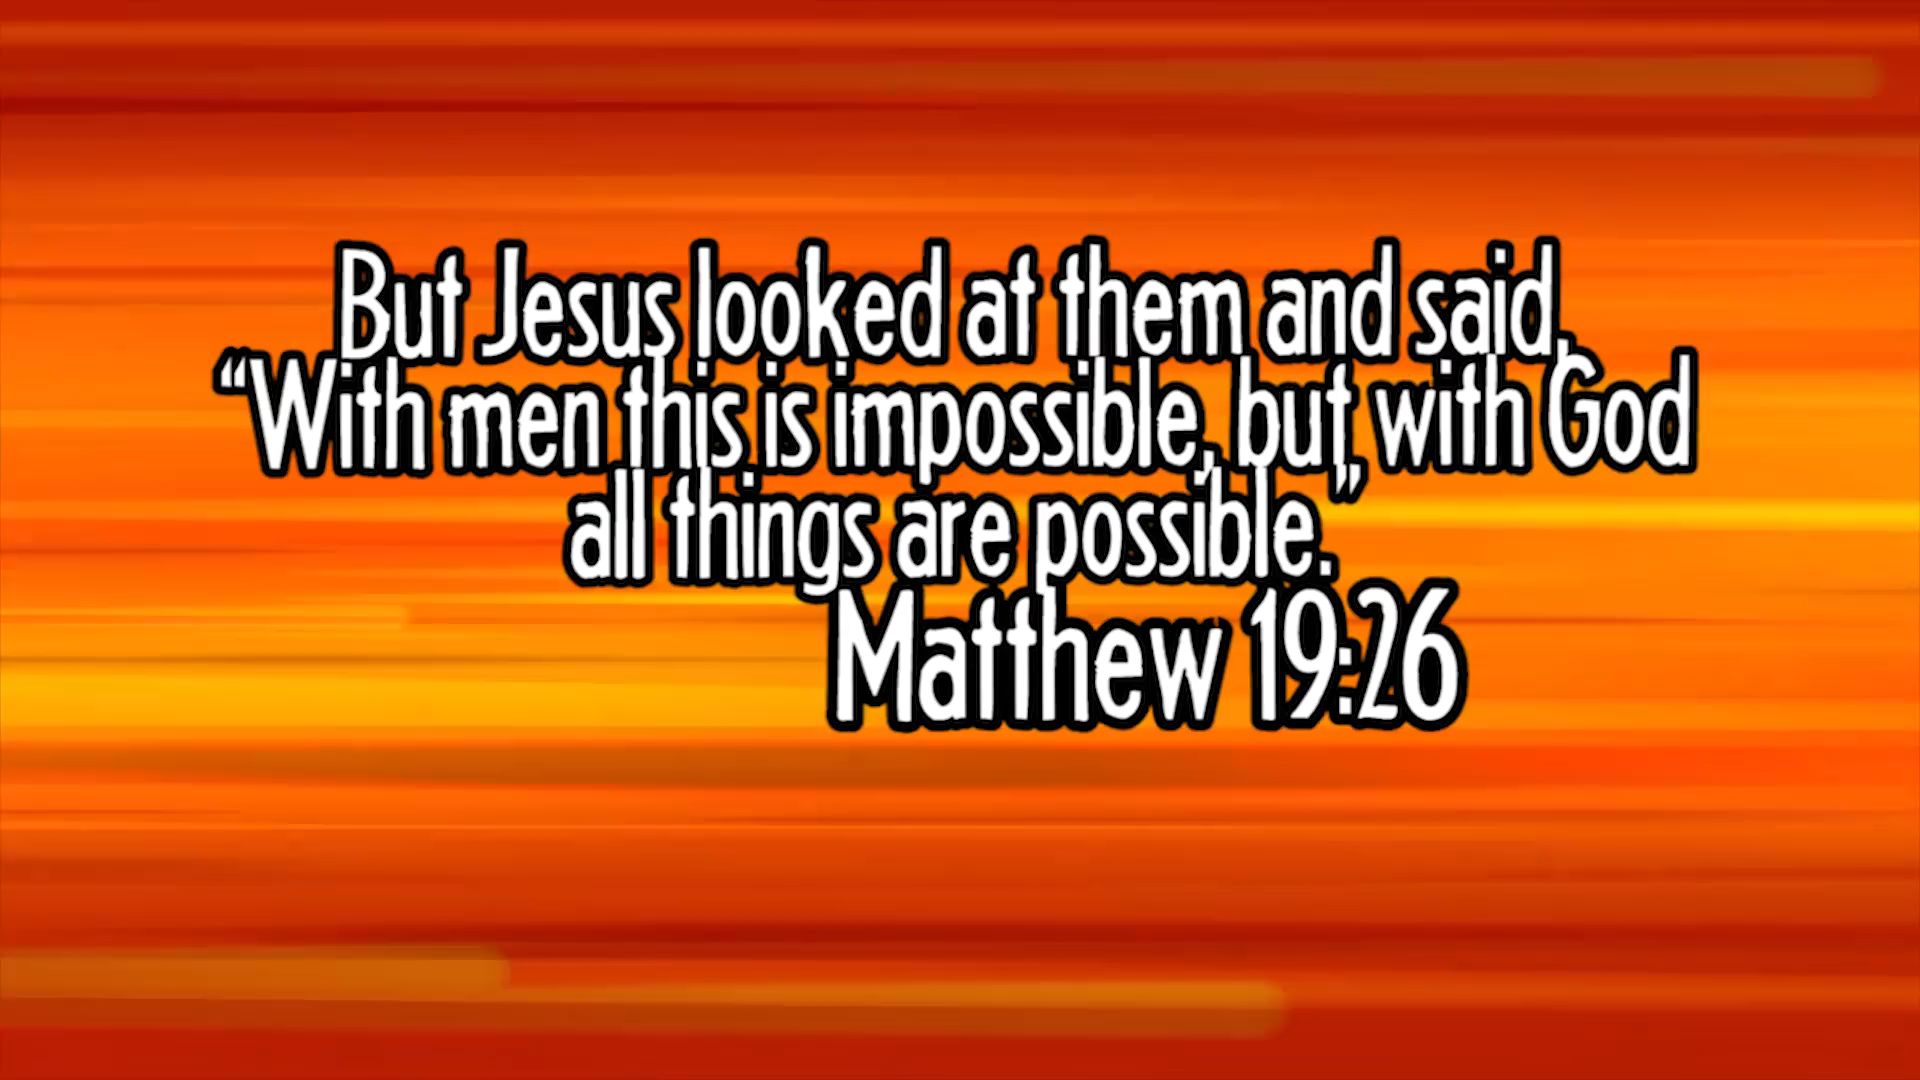 But Jesus looked at them and said,
“With men this is impossible, but with God
all things are possible.”
Matthew 19:26